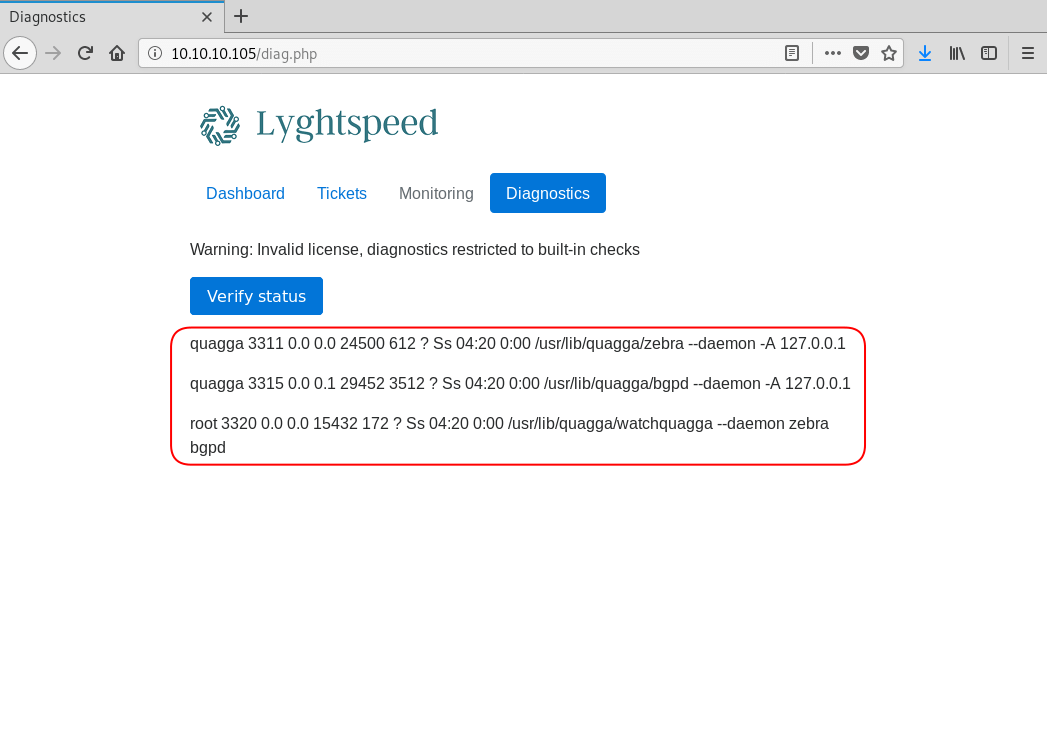 Diagnostics
10.10.10.105/diag.php
Lyghtspeed
Dashboard Tickets Monitoring Diagnostics
Warning: Invalid license, diagnostics restricted to built-in checks
Verify status
quagga 3311 0.0 0.0 24500 612 ? Ss 04:20 0:00 /usr/lib/quagga/zebra --daemon -A 127.0.0.1
quagga 3315 0.0 0.1 29452 3512 ? Ss 04:20 0:00 /usr/lib/quagga/bgpd --daemon -A 127.0.0.1
root 3320 0.0 0.0 15432 172 ? Ss 04:20 0:00 /usr/lib/quagga/watchquagga --daemon zebra
bgpd